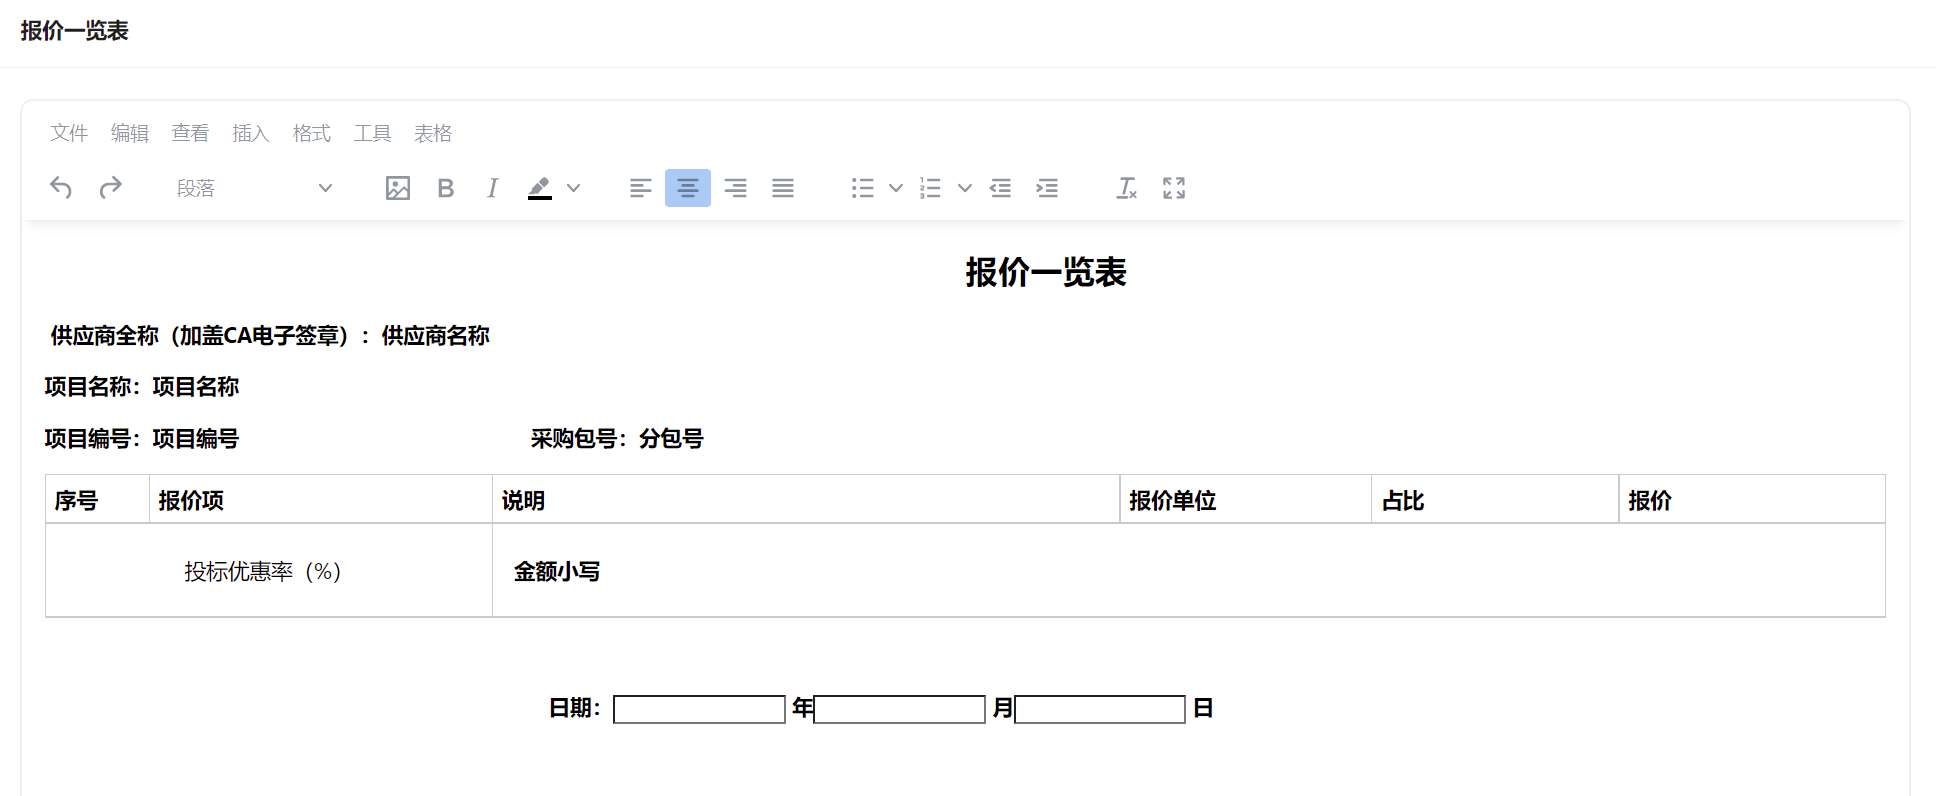 报价一览表
文件 编辑 查看 插入 格式 工具 表格
段落
报价一览表
供应商全称（加盖CA电子签章）：供应商名称
项目名称：项目名称
项目编号：项目编号 采购包号：分包号
序号 报价项 说明 报价单位 占比 报价
投标优惠率（%） 金额小写
日期： 年 月 日